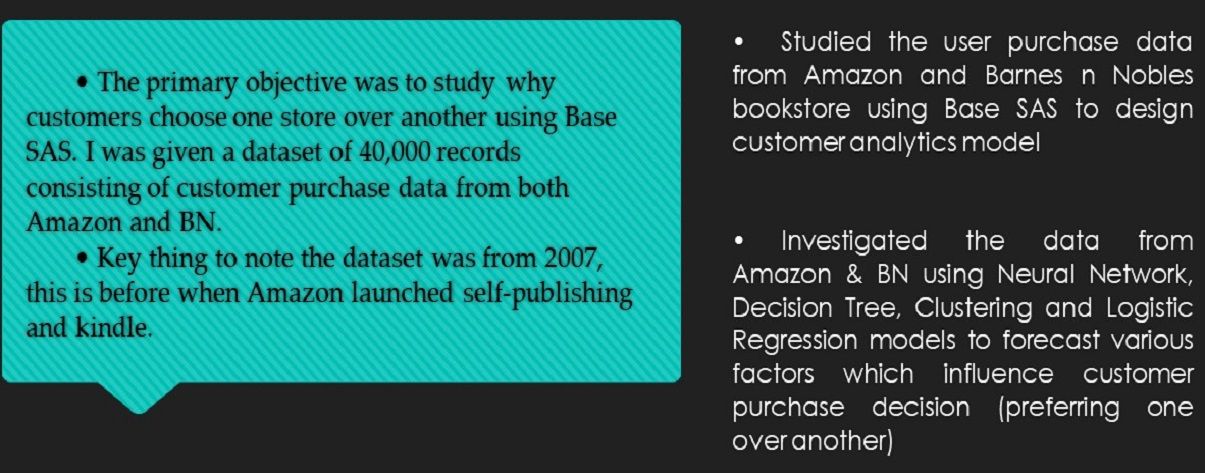 • The primary objective was to study why
customers choose one store over another using Base
SAS. I was given a dataset of 40,000 records
consisting of customer purchase data from both
Amazon and BN.
• Key thing to note the dataset was from 2007,
this is before when Amazon launched self-publishing
and kindle.
• Studied the user purchase data
from Amazon and Barnes n Nobles
bookstore using Base SAS to design
customer analytics model
• Investigated the data from
Amazon & BN using Neural Network,
Decision Tree, Clustering and Logistic
Regression models to forecast various
factors which influence customer
purchase decision (preferring one
over another)